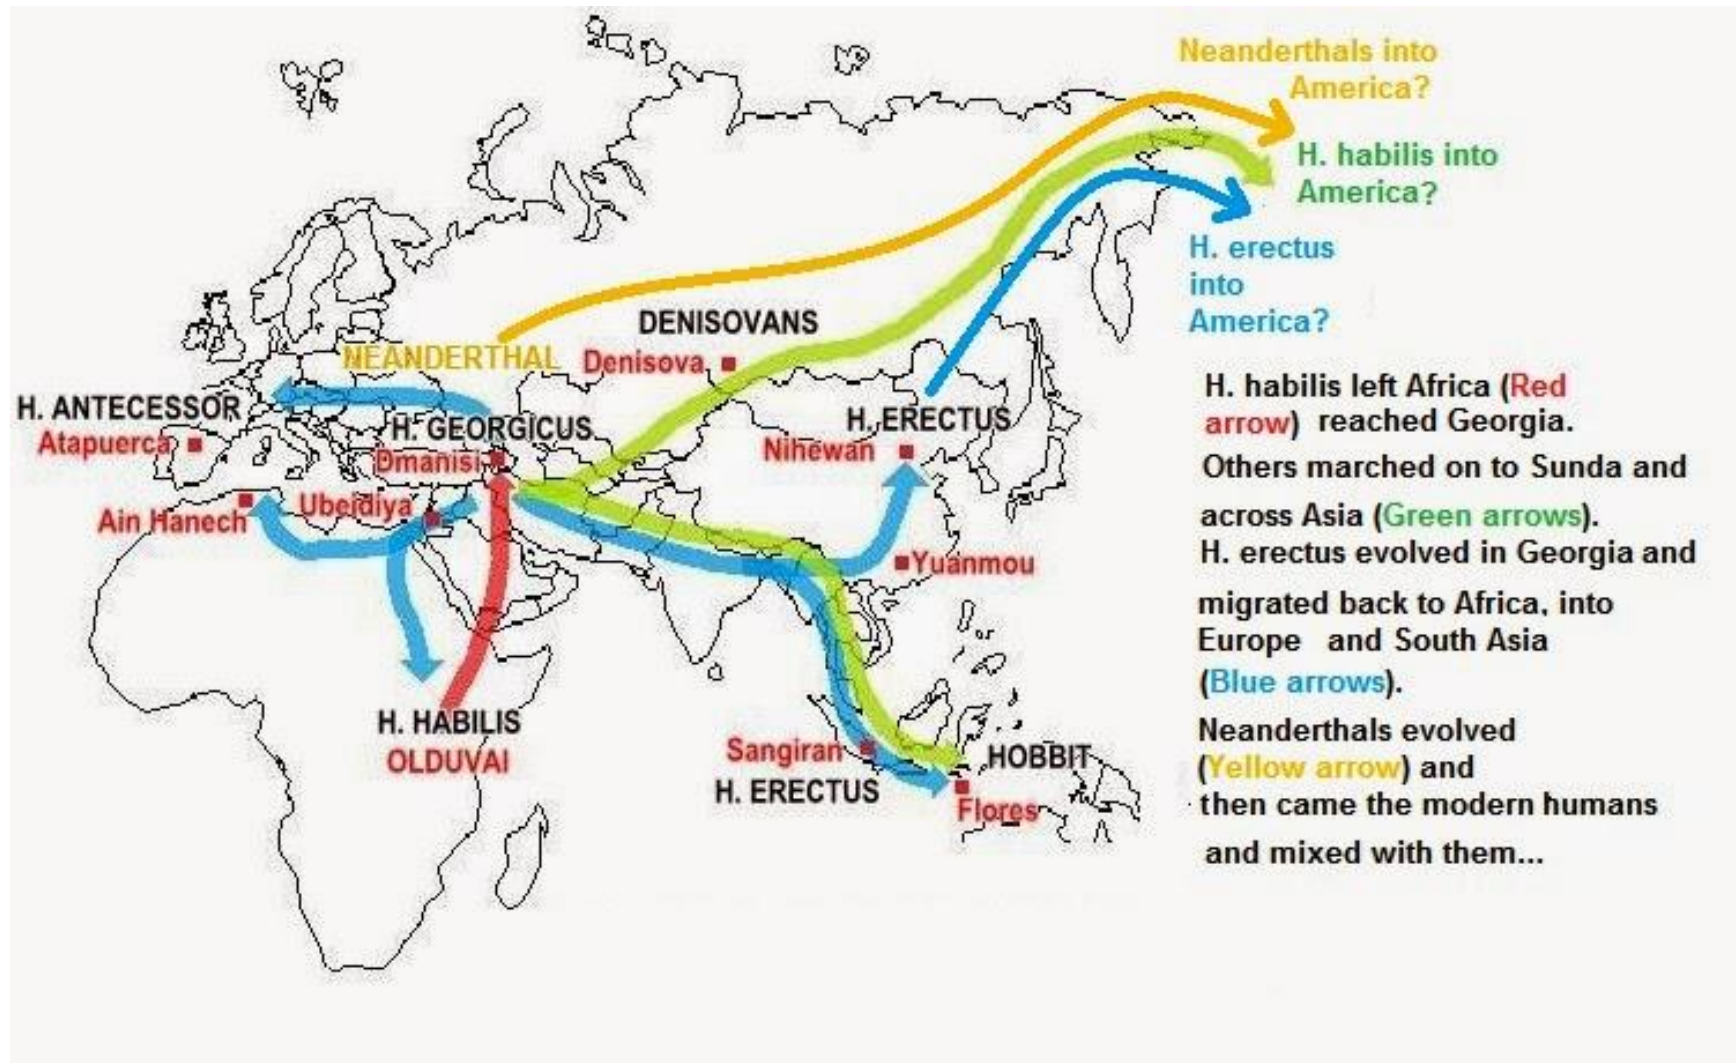 Neanderthals into
America?
H. habilis into
America?
H. erectus
into
America?
DENISOVANS
Denisova
NEANDERTHAL
H. ANTECESSOR
Atapuerca
H. GEORGICUS
Dmanisi
H. ERECTUS
Nihewan
Ain Hanech
Ubeidiya
Yuanmou
H. HABILIS
OLDUVAI
Sangiran
H. ERECTUS
HOBBIT
Flores
H. habilis left Africa (Red
arrow) reached Georgia.
Others marched on to Sunda and
across Asia (Green arrows).
H. erectus evolved in Georgia and
migrated back to Africa, into
Europe and South Asia
(Blue arrows).
Neanderthals evolved
(Yellow arrow) and
then came the modern humans
and mixed with them...